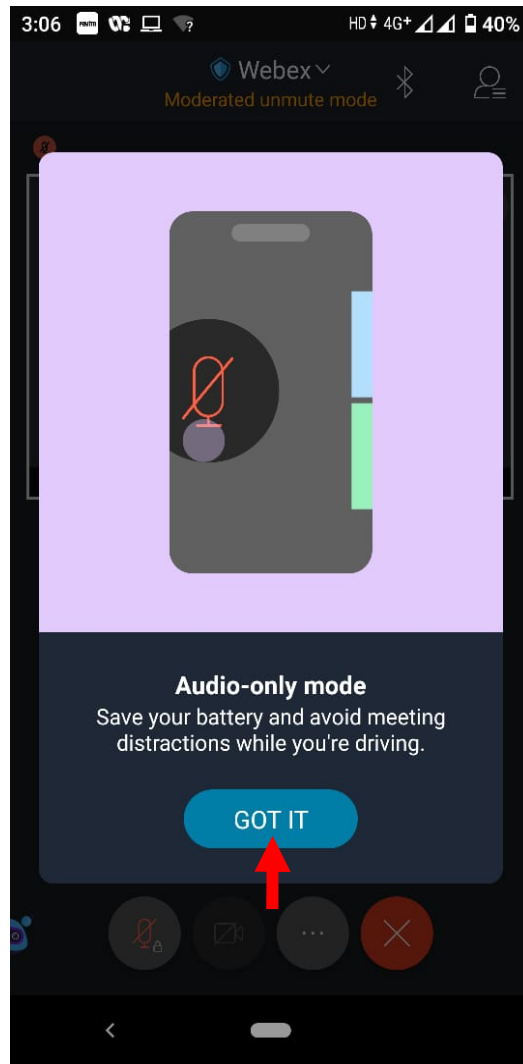 3:06 HD 4G+ 40%
Webex
Moderated unmute mode
Audio-only mode
Save your battery and avoid meeting
distractions while you're driving.
GOT IT